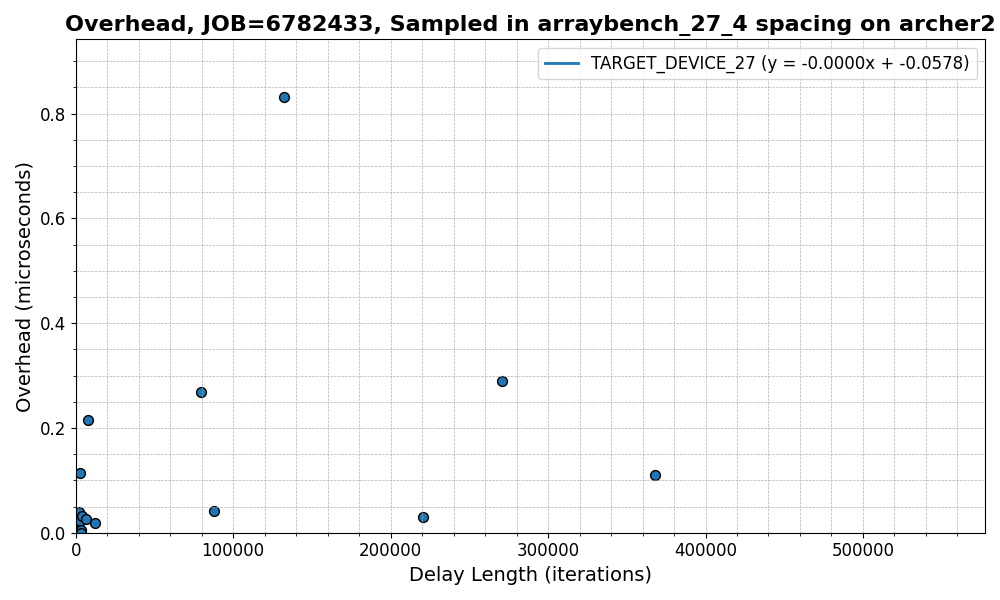 Overhead, JOB=6782433, Sampled in arraybench_27_4 spacing on archer2
TARGET_DEVICE_27 (y = -0.0000x + -0.0578)
Overhead (microseconds)
0.8
0.6
0.4
0.2
0.0
0 100000 200000 300000 400000 500000
Delay Length (iterations)